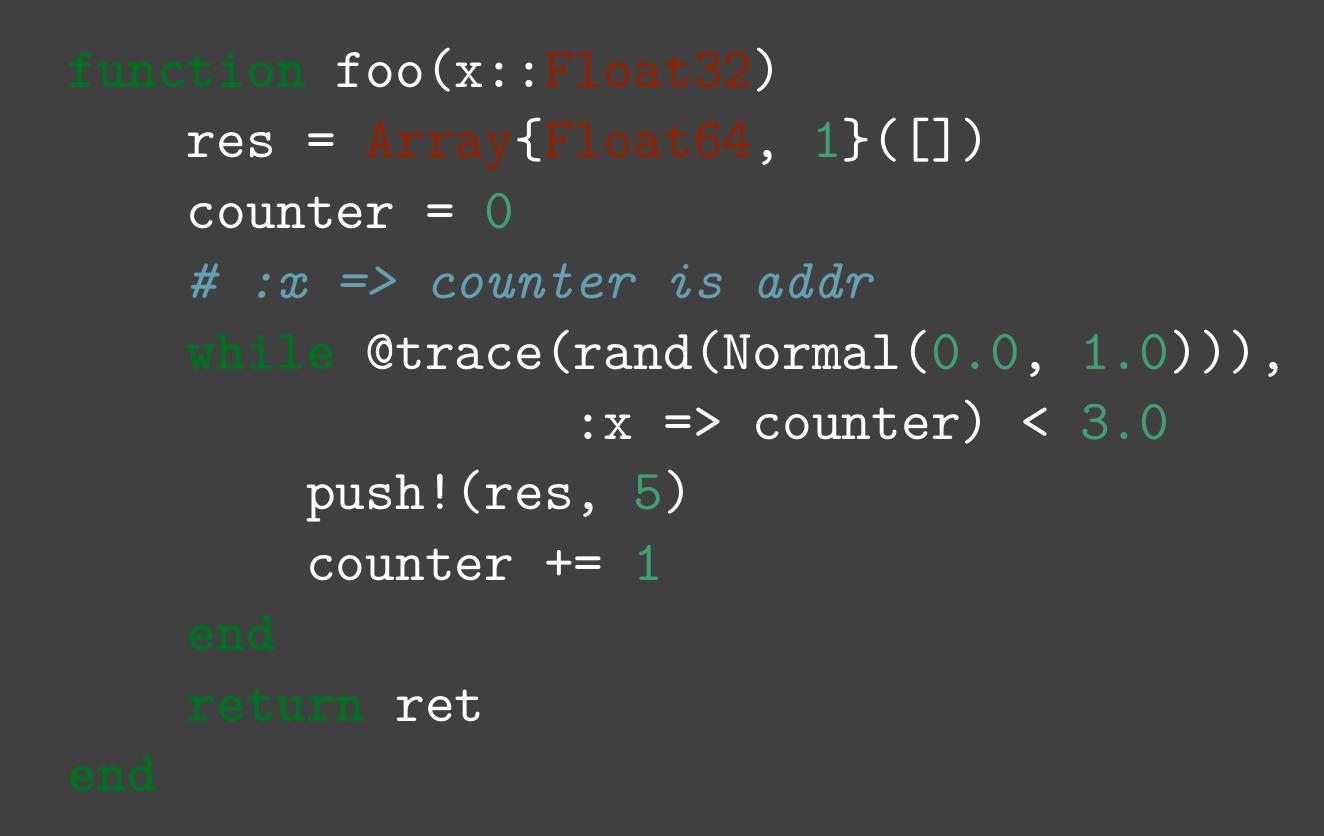 function foo(x::Float32)
    res = Array{Float64, 1}([])
    counter = 0
    # :x => counter is addr
    while @trace(rand(Normal(0.0, 1.0))),
                 :x => counter) < 3.0
        push!(res, 5)
        counter += 1
    end
    return ret
end